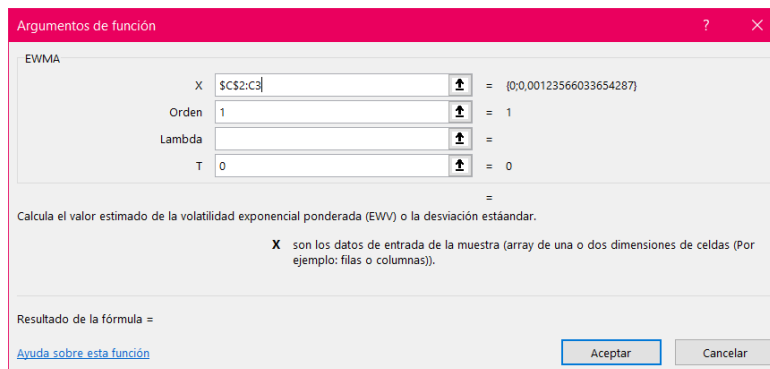 Argumentos de función ? ×
EWMA
X $C$2:C3 = {0;0,00123566033654287}
Orden 1 = 1
Lambda =
T 0 = 0
=
Calcula el valor estimado de la volatilidad exponencial ponderada (EWV) o la desviación estáandar.
X son los datos de entrada de la muestra (array de una o dos dimensiones de celdas (Por
ejemplo: filas o columnas)).
Resultado de la fórmula =
Ayuda sobre esta función Aceptar Cancelar